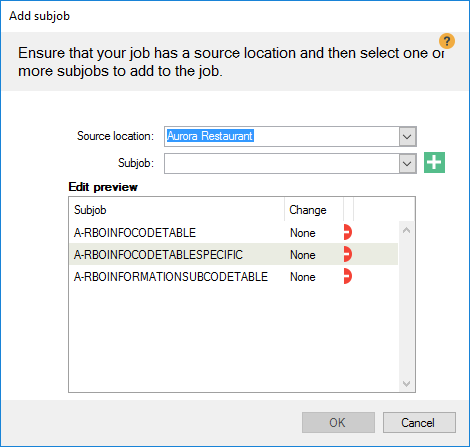 Add subjob
?
Ensure that your job has a source location and then select one or
more subjobs to add to the job.
Source location: Aurora Restaurant
Subjob:
Edit preview
Subjob Change
A-RBOINFOCODETABLE None
A-RBOINFOCODETABLESPECIFIC None
A-RBOINFORMATIONSUBCODETABLE None
OK Cancel